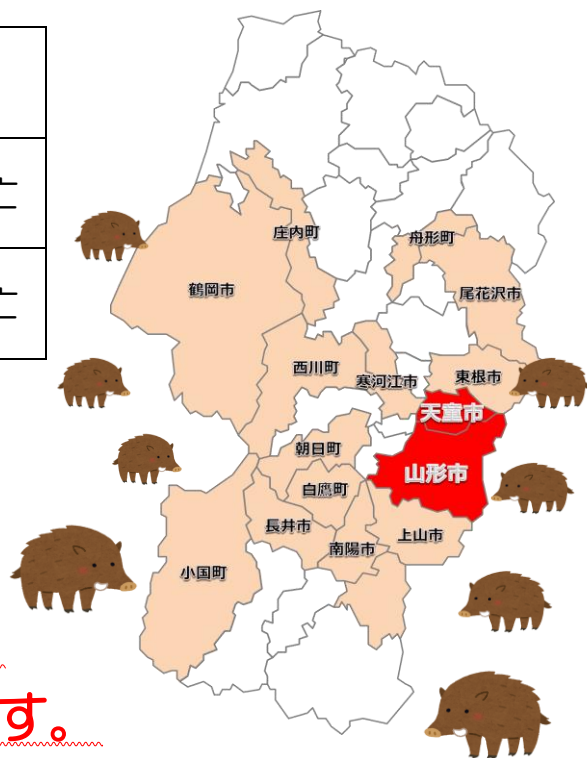 庄内町
舟形町
鶴岡市
尾花沢市
西川町
寒河江市
東根市
天童市
朝日町
山形市
白鷹町
長井市
上山市
南陽市
小国町
す。